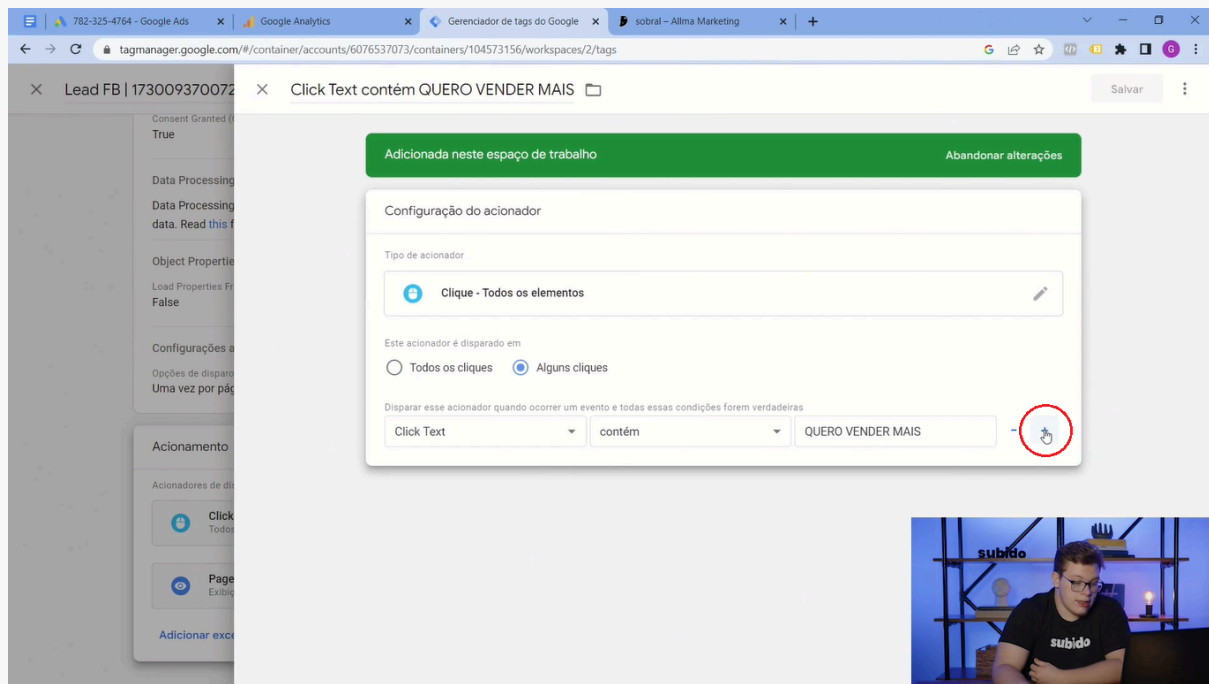 782-325-4764 - Google Ads
Google Analytics
Gerenciador de tags do Google
sobral - Allma Marketing
tagmanager.google.com/#/container/accounts/6076537073/containers/104573156/workspaces/2/tags
G
Lead FB | 173009370072
Click Text contém QUERO VENDER MAIS
Salvar
Consent Granted (
True
Data Processing
Data Processing
data. Read this f
Object Propertie
Load Properties Fr
False
Configurações a
Opções de disparo
Uma vez por pág
Acionamento
Acionadores de dis
Click
Todos
Page
Exibiç
Adicionar exce
Adicionada neste espaço de trabalho
Abandonar alterações
Configuração do acionador
Tipo de acionador
Clique - Todos os elementos
Este acionador é disparado em
Todos os cliques
Alguns cliques
Disparar esse acionador quando ocorrer um evento e todas essas condições forem verdadeiras
Click Text
contém
QUERO VENDER MAIS
subido
subido